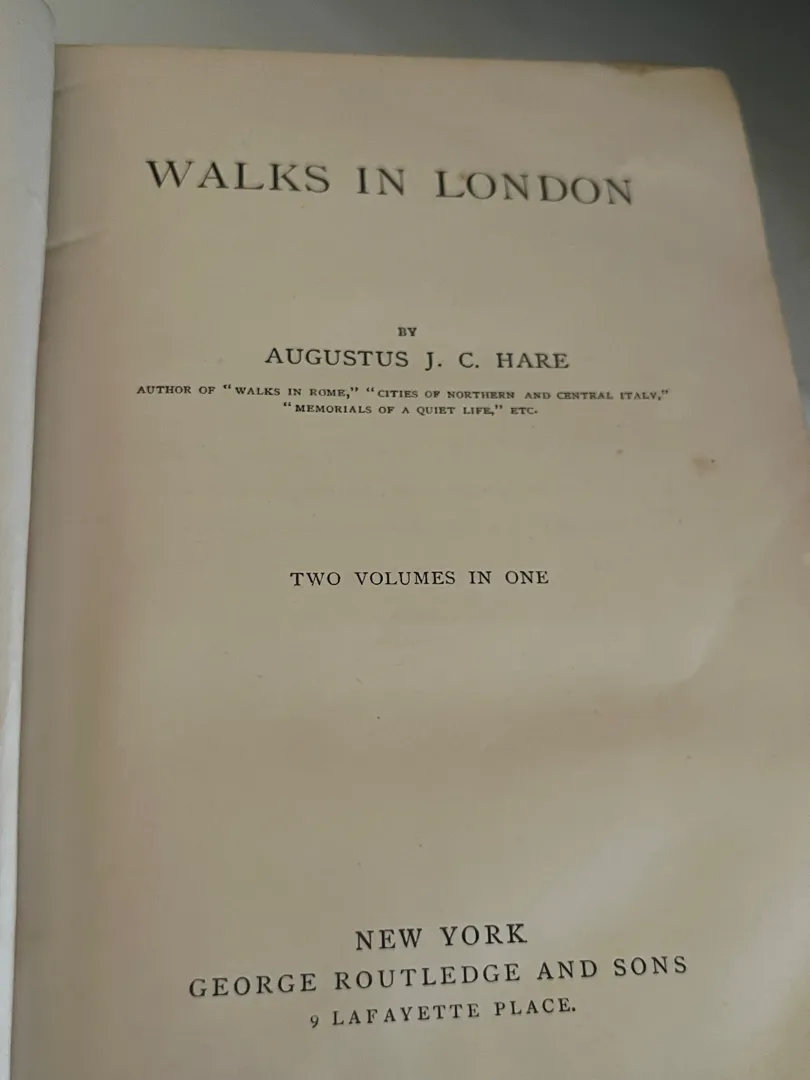 WALKS IN LONDON
BY
AUGUSTUS J. C. HARE
AUTHOR OF “WALKS IN ROME,” “CITIES OF NORTHERN AND CENTRAL ITALY,”
“MEMORIALS OF A QUIET LIFE,” ETC.
TWO VOLUMES IN ONE
NEW YORK
GEORGE ROUTLEDGE AND SONS
9 LAFAYETTE PLACE.